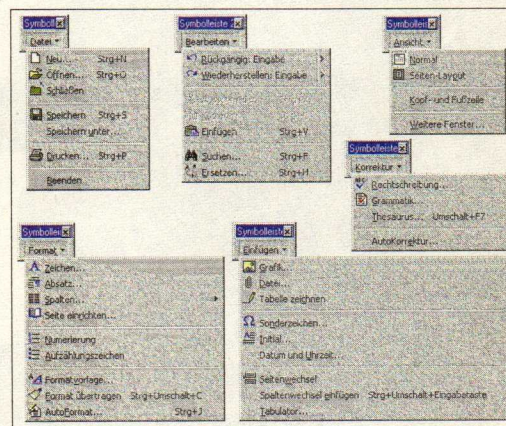 Symbolle
Datei
Neu... Strg+N
Öffnen... Strg+O
Schließen
Speichern Strg+S
Speichern unter...
Drucken... Strg+P
Beenden
Symbolleiste
Bearbeiten
Rückgängig: Eingabe
Wiederherstellen: Eingabe
Einfügen Strg+V
Suchen... Strg+F
Ersetzen... Strg+H
Symbolleis
Ansicht
Normal
Seiten-Layout
Kopf- und Fußzeile
Weitere Fenster...
Symbolleiste
Korrektur
Rechtschreibung...
Grammatik...
Thesaurus... Umschalt+F7
AutoKorrektur...
Symbolleis
Format
Zeichen...
Absatz...
Spalten...
Seite einrichten...
Numerierung
Aufzählungszeichen
Formatvorlage...
Format übertragen Strg+Umschalt+C
AutoFormat... Strg+J
Symbolleiste
Einfügen
Grafik...
Datei...
Tabelle zeichnen
Sonderzeichen...
Initial...
Datum und Uhrzeit...
Seitenwechsel
Spaltenwechsel einfügen Strg+Umschalt+Eingabetaste
Tabulator...